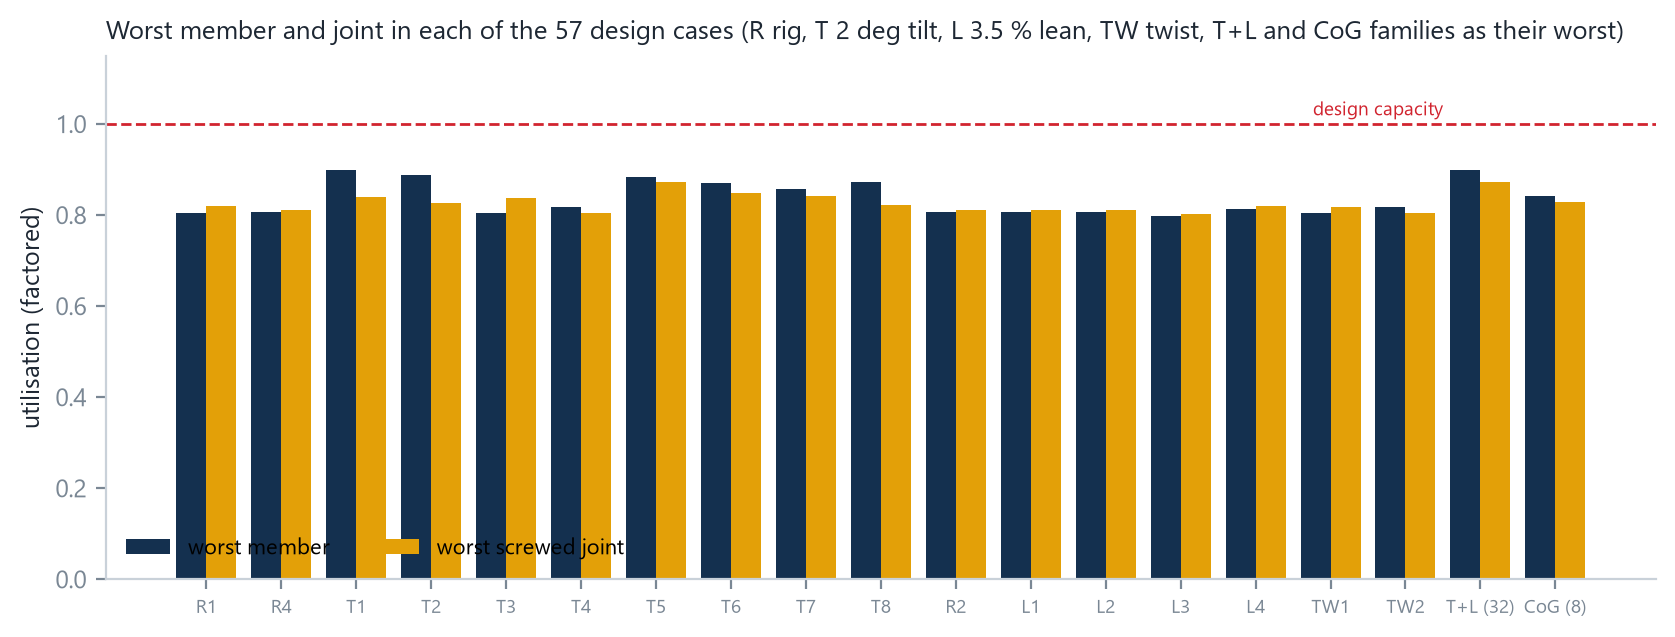 Worst member and joint in each of the 57 design cases (R rig, T 2 deg tilt, L 3.5 % lean, TW twist, T+L and CoG families as their worst)
design capacity
utilisation (factored)
1.0
0.8
0.6
0.4
0.2
0.0
worst member worst screwed joint
R1 R4 T1 T2 T3 T4 T5 T6 T7 T8 R2 L1 L2 L3 L4 TW1 TW2 T+L (32) CoG (8)